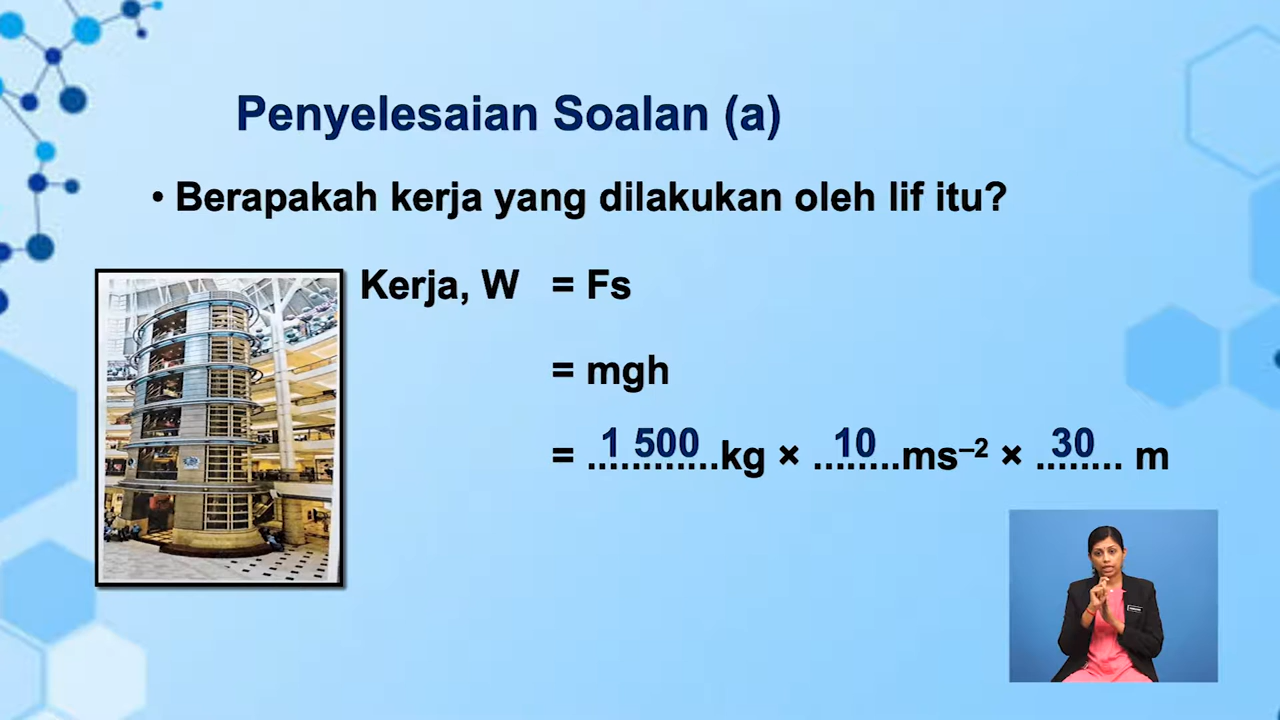 Penyelesaian Soalan (a)
• Berapakah kerja yang dilakukan oleh lif itu?
Kerja, W = Fs
= mgh
= 1 500 kg × 10 ms⁻² × 30 m